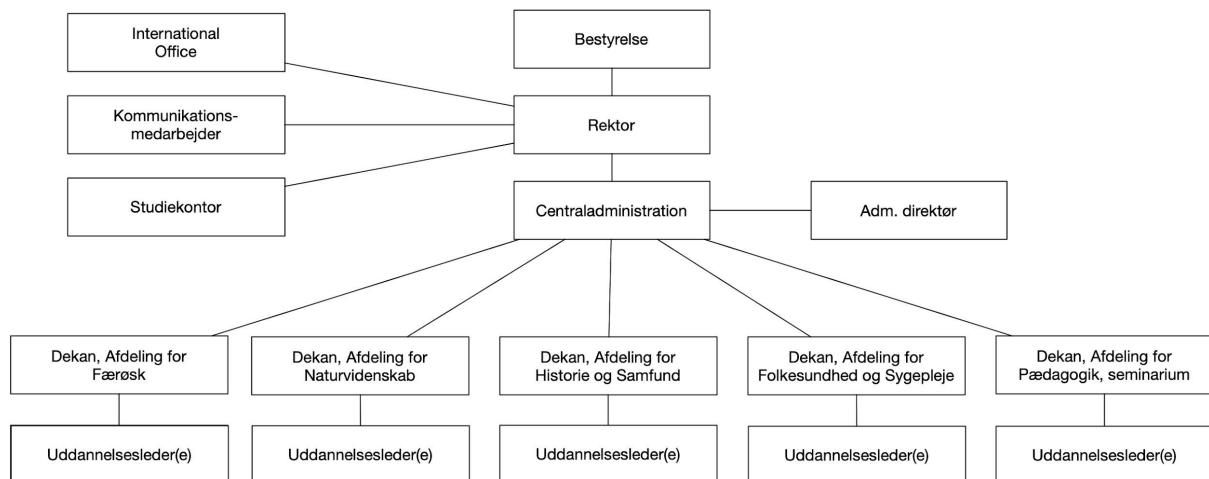 International
Office
Bestyrelse
Kommunikations-
medarbejder
Rektor
Studiekontor
Centraladministration
Adm. direktør
Dekan, Afdeling for
Færøsk
Dekan, Afdeling for
Naturvidenskab
Dekan, Afdeling for
Historie og Samfund
Dekan, Afdeling for
Folkesundhed og Sygepleje
Dekan, Afdeling for
Pædagogik, seminarium
Uddannelsesleder(e)
Uddannelsesleder(e)
Uddannelsesleder(e)
Uddannelsesleder(e)
Uddannelsesleder(e)